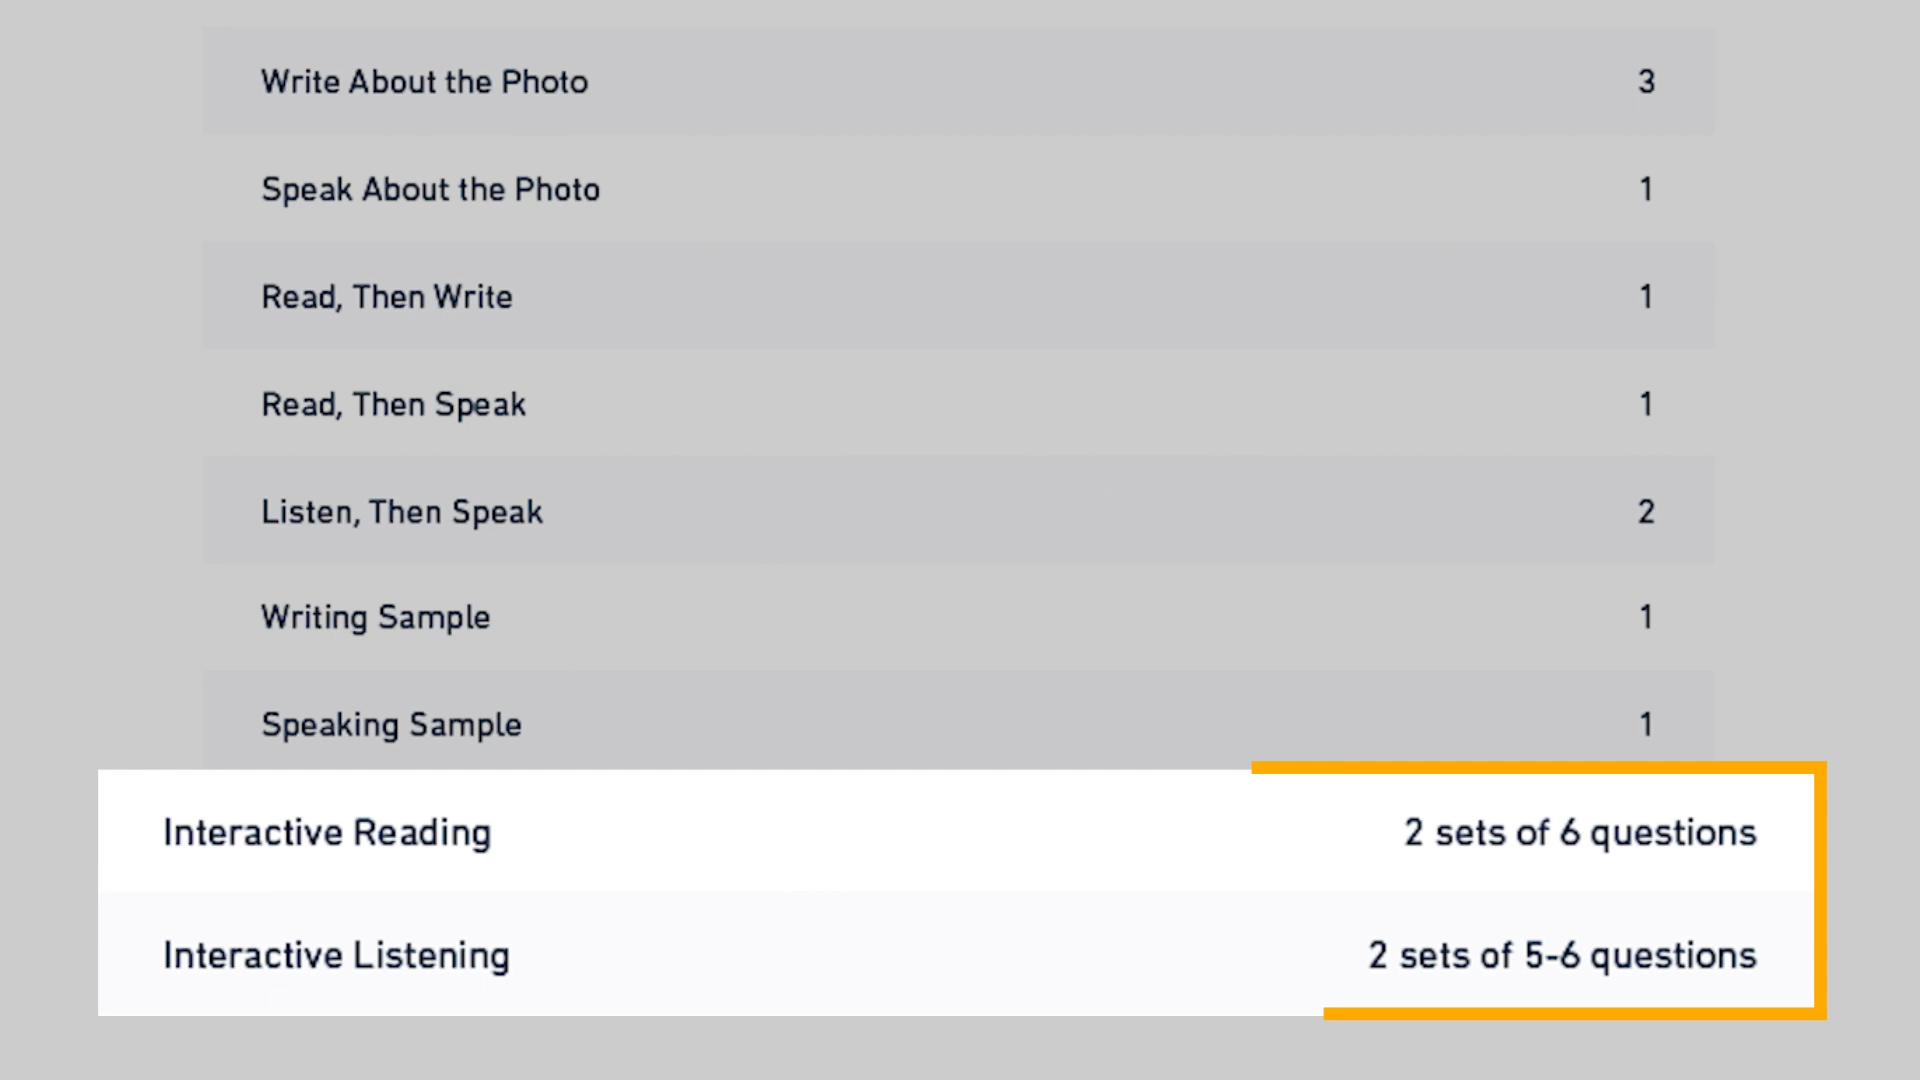 Write About the Photo 3
Speak About the Photo 1
Read, Then Write 1
Read, Then Speak 1
Listen, Then Speak 2
Writing Sample 1
Speaking Sample 1
Interactive Reading 2 sets of 6 questions
Interactive Listening 2 sets of 5-6 questions